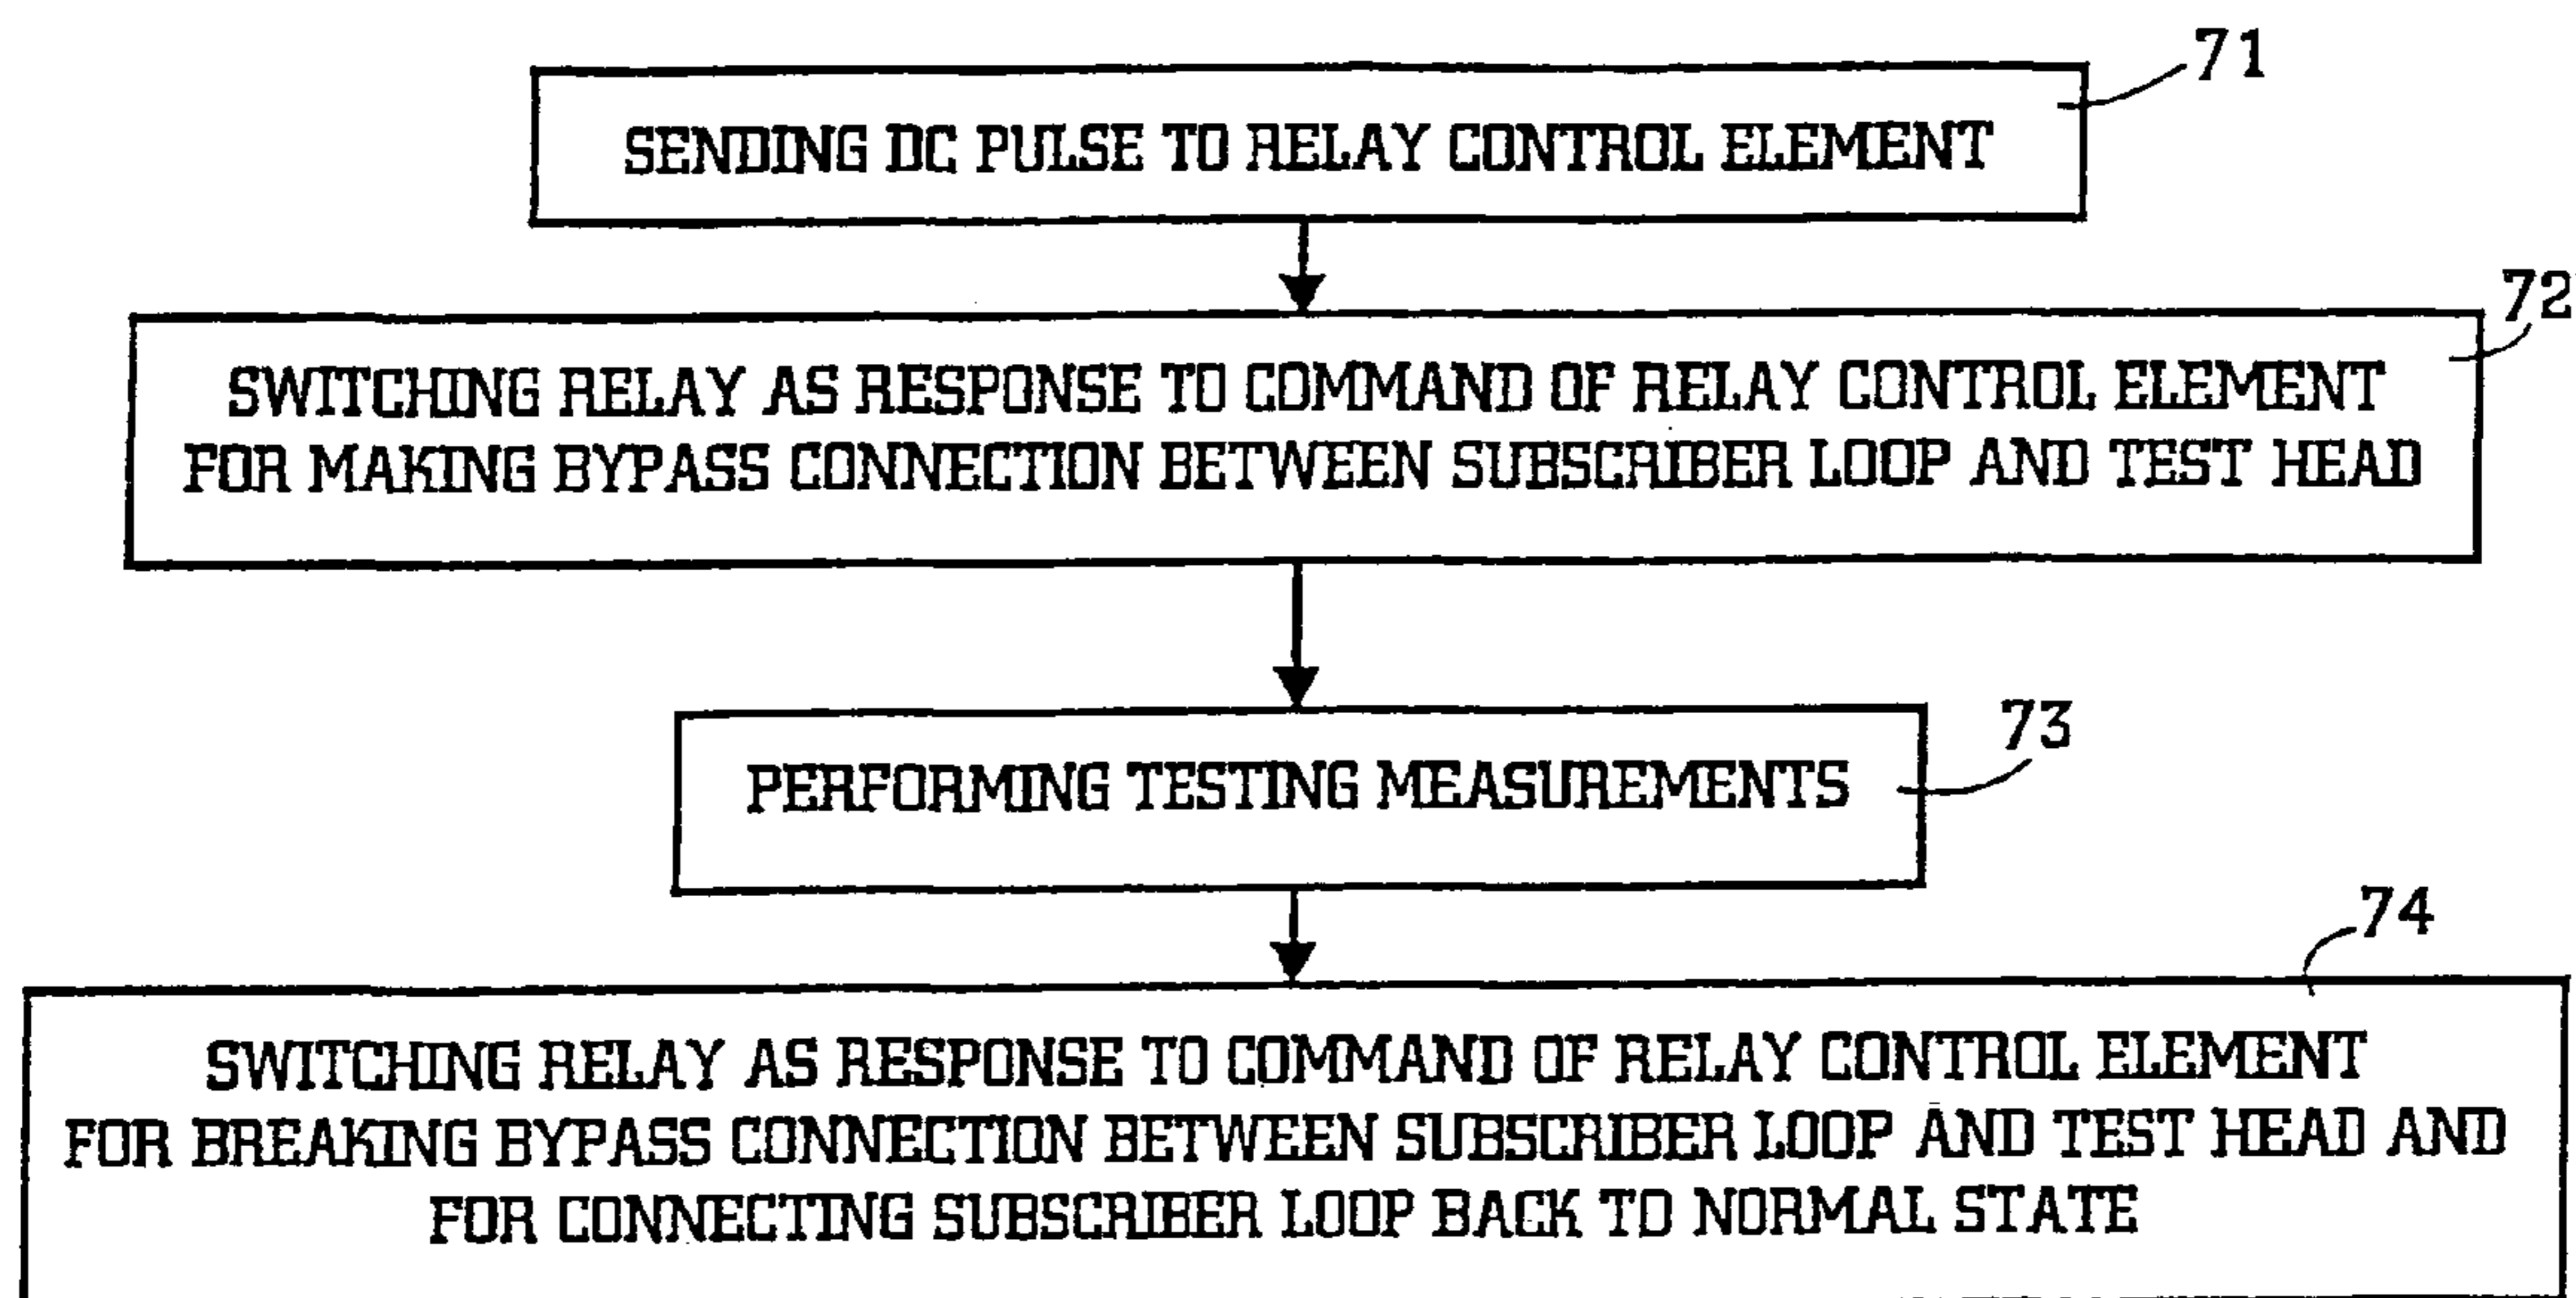 71
SENDING DC PULSE TO RELAY CONTROL ELEMENT
72
SWITCHING RELAY AS RESPONSE TO COMMAND OF RELAY CONTROL ELEMENT
FOR MAKING BYPASS CONNECTION BETWEEN SUBSCRIBER LOOP AND TEST HEAD
73
PERFORMING TESTING MEASUREMENTS
74
SWITCHING RELAY AS RESPONSE TO COMMAND OF RELAY CONTROL ELEMENT
FOR BREAKING BYPASS CONNECTION BETWEEN SUBSCRIBER LOOP AND TEST HEAD AND
FOR CONNECTING SUBSCRIBER LOOP BACK TO NORMAL STATE